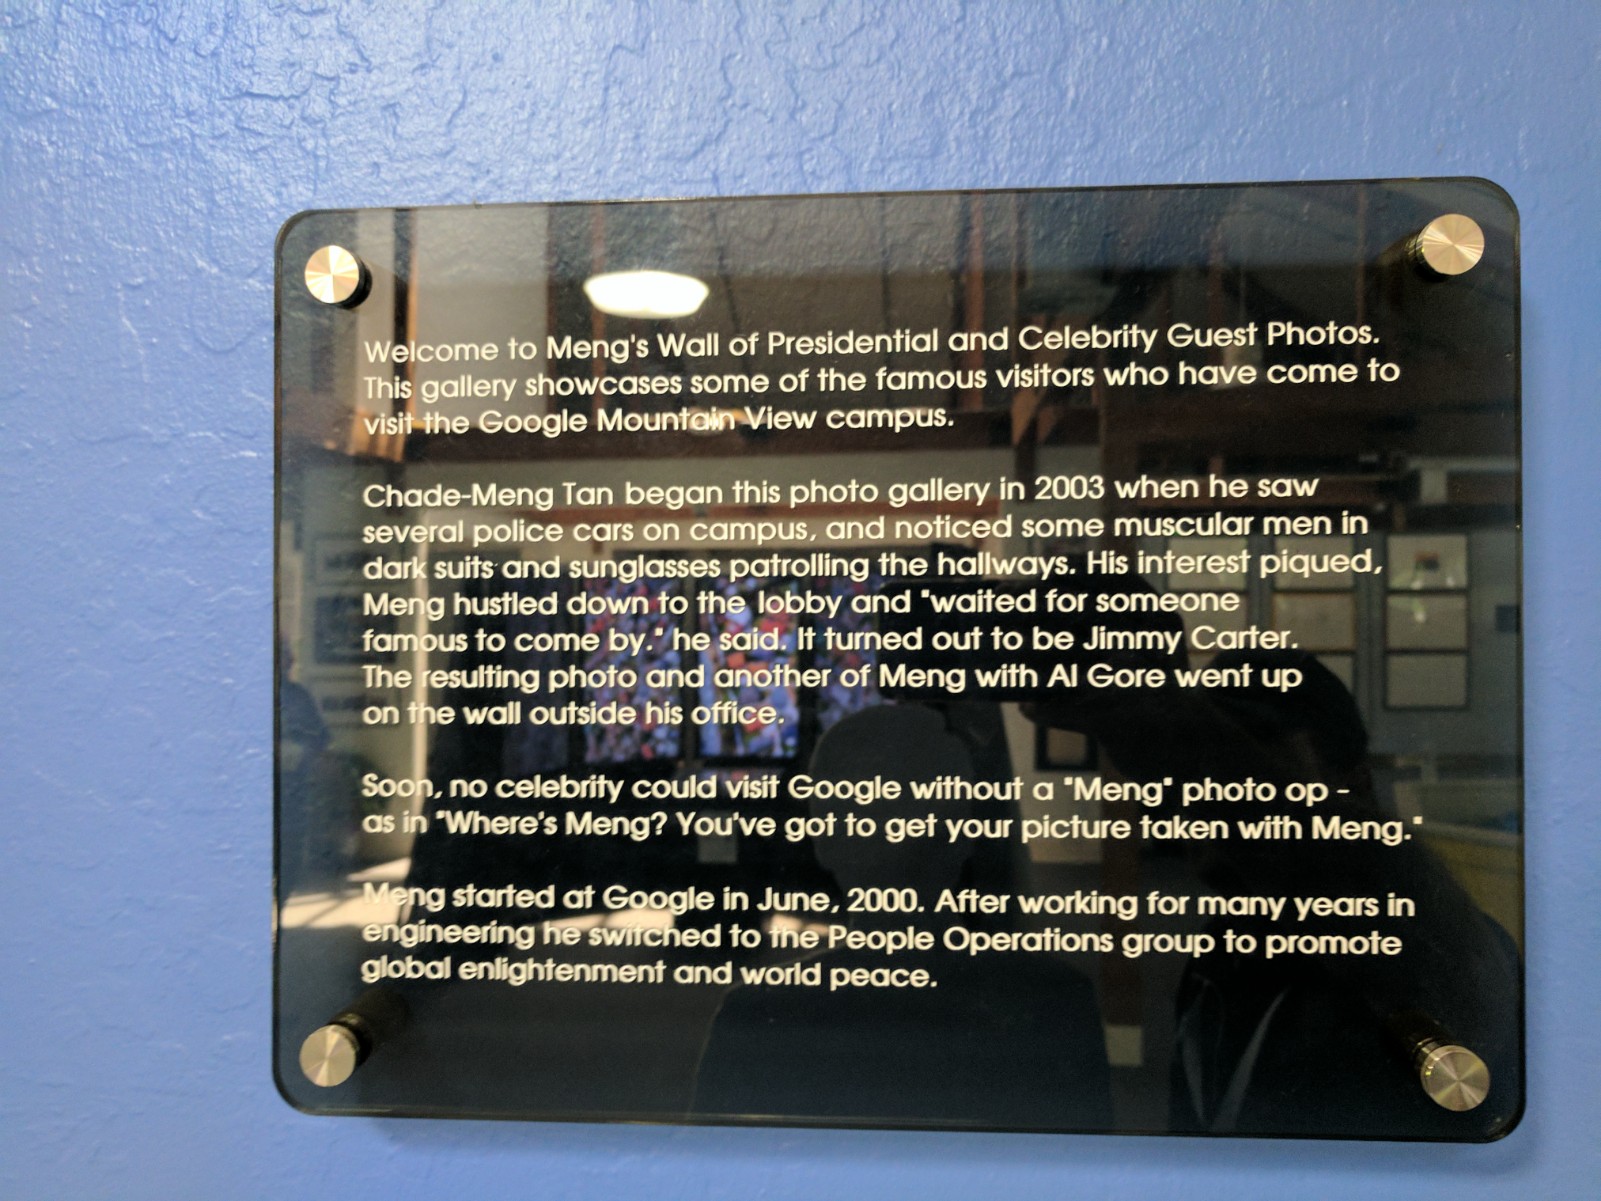 Welcome to Meng's Wall of Presidential and Celebrity Guest Photos.
This gallery showcases some of the famous visitors who have come to
visit the Google Mountain View campus.
Chade-Meng Tan began this photo gallery in 2003 when he saw
several police cars on campus, and noticed some muscular men in
dark suits and sunglasses patrolling the hallways. His interest piqued,
Meng hustled down to the lobby and "waited for someone
famous to come by." he said. It turned out to be Jimmy Carter.
The resulting photo and another of Meng with Al Gore went up
on the wall outside his office.
Soon, no celebrity could visit Google without a "Meng" photo op -
as in "Where's Meng? You've got to get your picture taken with Meng."
Meng started at Google in June, 2000. After working for many years in
engineering he switched to the People Operations group to promote
global enlightenment and world peace.